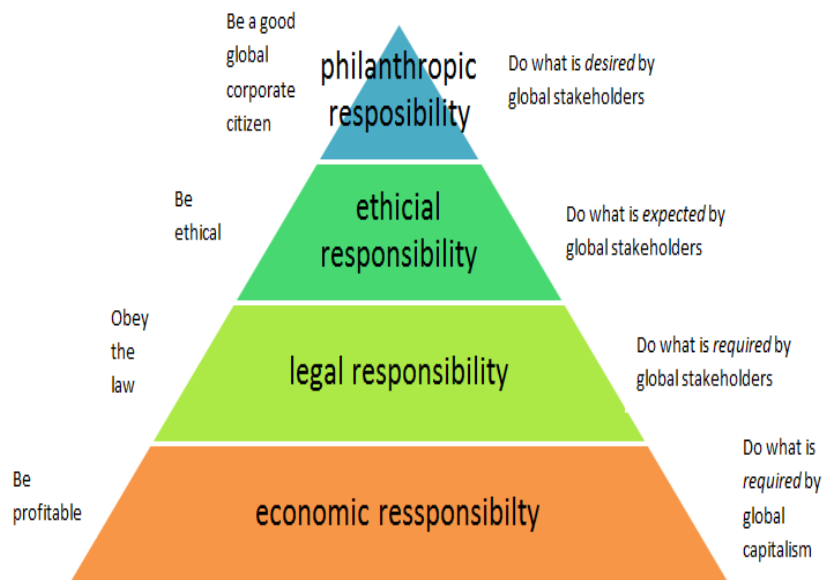 Be a good
global
corporate
citizen
philanthropic
resposibility
Do what is desired by
global stakeholders
Be
ethical
ethicial
responsibility
Do what is expected by
global stakeholders
Obey
the
law
legal responsibility
Do what is required by
global stakeholders
Be
profitable
economic ressponsibilty
Do what is
required by
global
capitalism